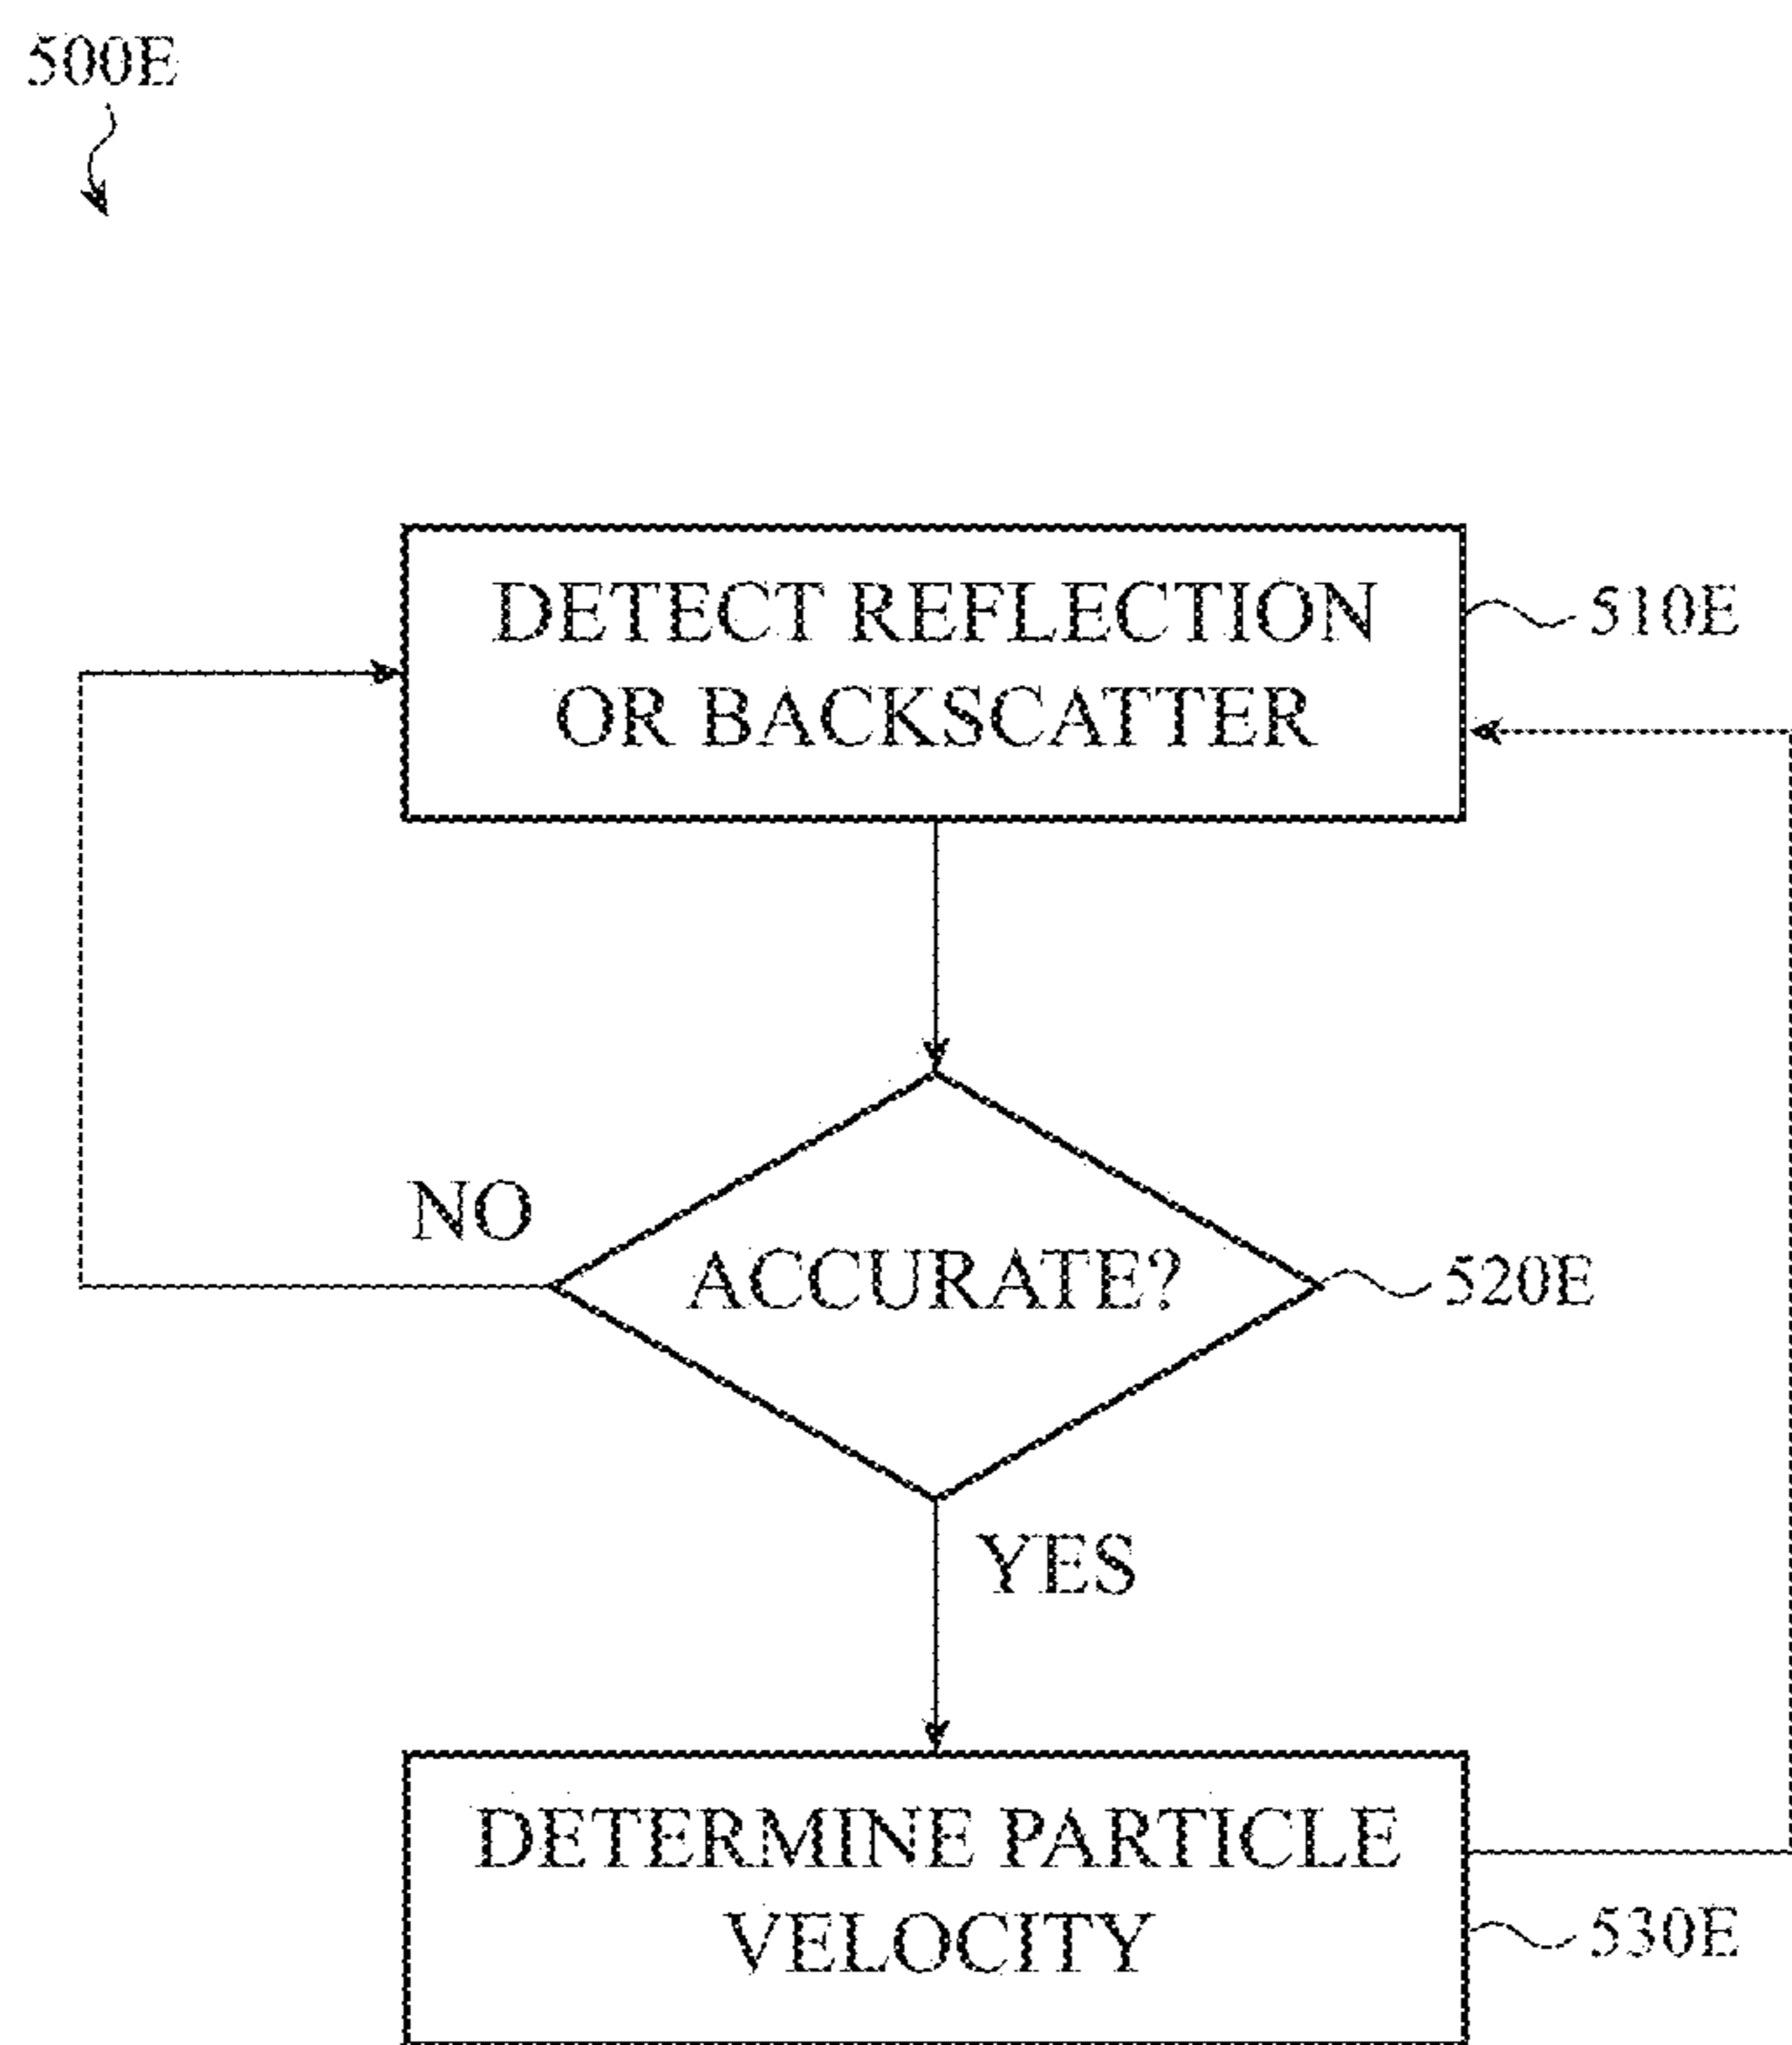 500E
DETECT REFLECTION
OR BACKSCATTER
510E
NO
ACCURATE?
520E
YES
DETERMINE PARTICLE
VELOCITY
530E